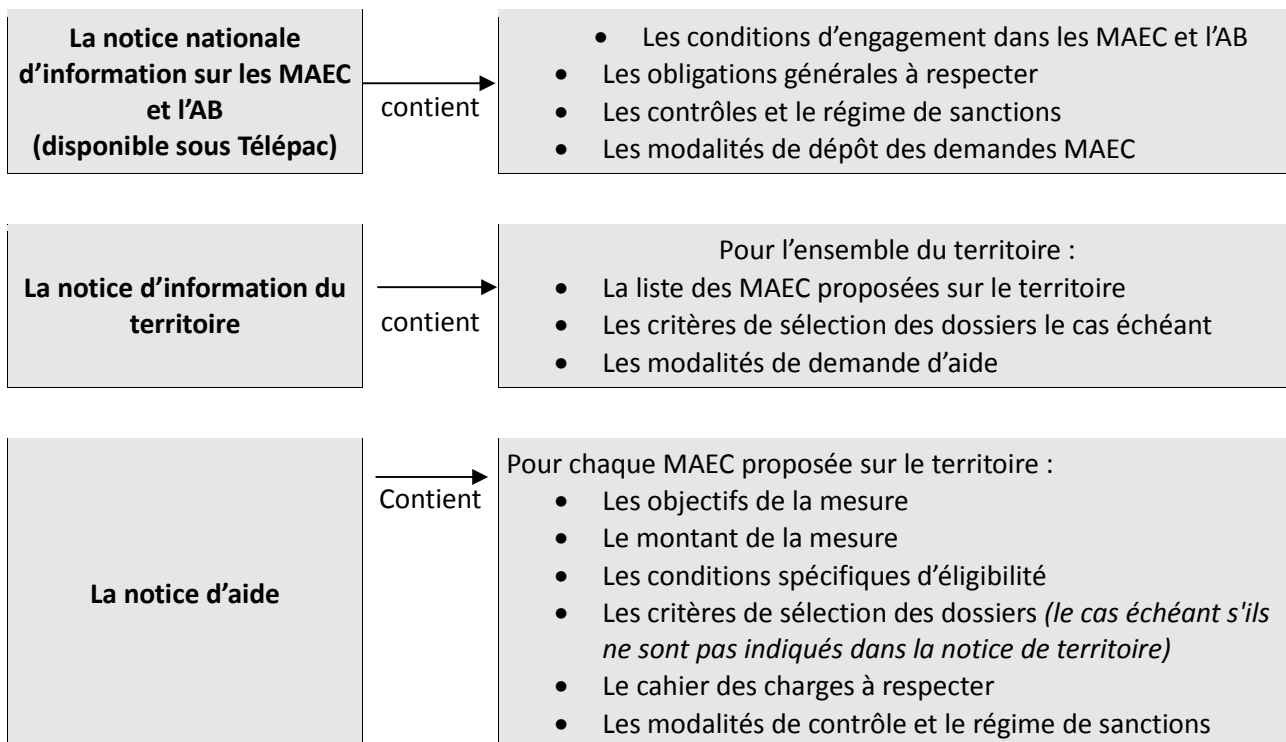 La notice nationale
d’information sur les MAEC
et l’AB
(disponible sous Télépac)
contient
• Les conditions d’engagement dans les MAEC et l’AB
• Les obligations générales à respecter
• Les contrôles et le régime de sanctions
• Les modalités de dépôt des demandes MAEC
La notice d’information du
territoire
contient
Pour l’ensemble du territoire :
• La liste des MAEC proposées sur le territoire
• Les critères de sélection des dossiers le cas échéant
• Les modalités de demande d’aide
La notice d’aide
Contient
Pour chaque MAEC proposée sur le territoire :
• Les objectifs de la mesure
• Le montant de la mesure
• Les conditions spécifiques d’éligibilité
• Les critères de sélection des dossiers (le cas échéant s'ils
ne sont pas indiqués dans la notice de territoire)
• Le cahier des charges à respecter
• Les modalités de contrôle et le régime de sanctions